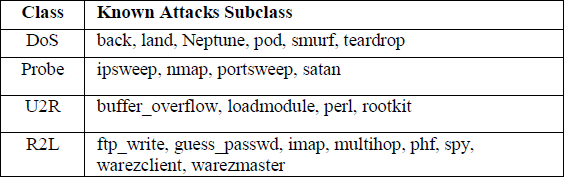 Class Known Attacks Subclass
DoS back, land, Neptune, pod, smurf, teardrop
Probe ipsweep, nmap, portsweep, satan
U2R buffer_overflow, loadmodule, perl, rootkit
R2L ftp_write, guess_passwd, imap, multihop, phf, spy,
warezclient, warezmaster